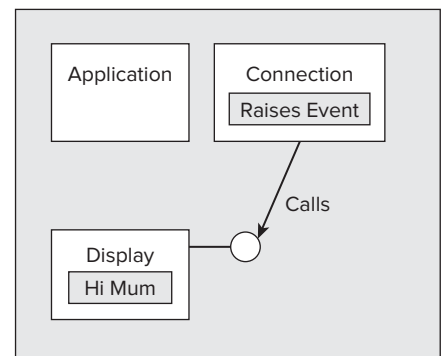 Application
Connection
Raises Event
Calls
Display
Hi Mum